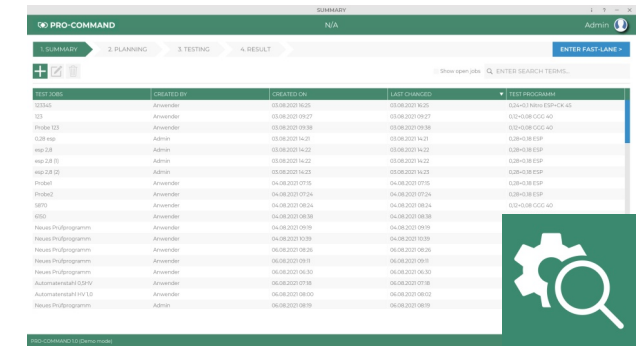 SUMMARY
i ? – ×
PRO-COMMAND N/A Admin
1. SUMMARY 2. PLANNING 3. TESTING 4. RESULT ENTER FAST-LANE >
Show open jobs ENTER SEARCH TERMS...
TEST JOBS CREATED BY CREATED ON LAST CHANGED TEST PROGRAMM
123345 Anwender 03.08.2021 16:25 03.08.2021 16:25 0,24+0,1 Nitro ESP+GK 45
123 Anwender 03.08.2021 09:27 03.08.2021 09:27 0,12+0,08 GGG 40
Probe 123 Anwender 03.08.2021 09:38 03.08.2021 09:38 0,12+0,08 GGG 40
0,28 esp Admin 03.08.2021 14:21 03.08.2021 14:21 0,28+0,18 ESP
esp 2,8 Admin 03.08.2021 14:22 03.08.2021 14:22 0,28+0,18 ESP
esp 2,8 (1) Admin 03.08.2021 14:22 03.08.2021 14:22 0,28+0,18 ESP
esp 2,8 (2) Admin 03.08.2021 14:23 03.08.2021 14:23 0,28+0,18 ESP
Probe1 Anwender 04.08.2021 07:15 04.08.2021 07:15 0,28+0,18 ESP
Probe2 Anwender 04.08.2021 07:24 04.08.2021 07:24 0,28+0,18 ESP
5870 Anwender 04.08.2021 08:24 04.08.2021 08:24 0,12+0,08 GGG 40
6150 Anwender 04.08.2021 08:38 04.08.2021 08:38
Neues Prüfprogramm Anwender 04.08.2021 09:19 04.08.2021 09:19
Neues Prüfprogramm Anwender 04.08.2021 10:39 04.08.2021 10:39
Neues Prüfprogramm Anwender 06.08.2021 08:26 06.08.2021 08:26
Neues Prüfprogramm Anwender 06.08.2021 09:11 06.08.2021 09:11
Neues Prüfprogramm Anwender 06.08.2021 06:30 06.08.2021 06:30
Automatenstahl 0,5HV Anwender 06.08.2021 07:18 06.08.2021 07:18
Automatenstahl HV 1,0 Anwender 06.08.2021 08:00 06.08.2021 08:02
Neues Prüfprogramm Admin 06.08.2021 08:19 06.08.2021 08:19
PRO-COMMAND 1.0 (Demo mode)